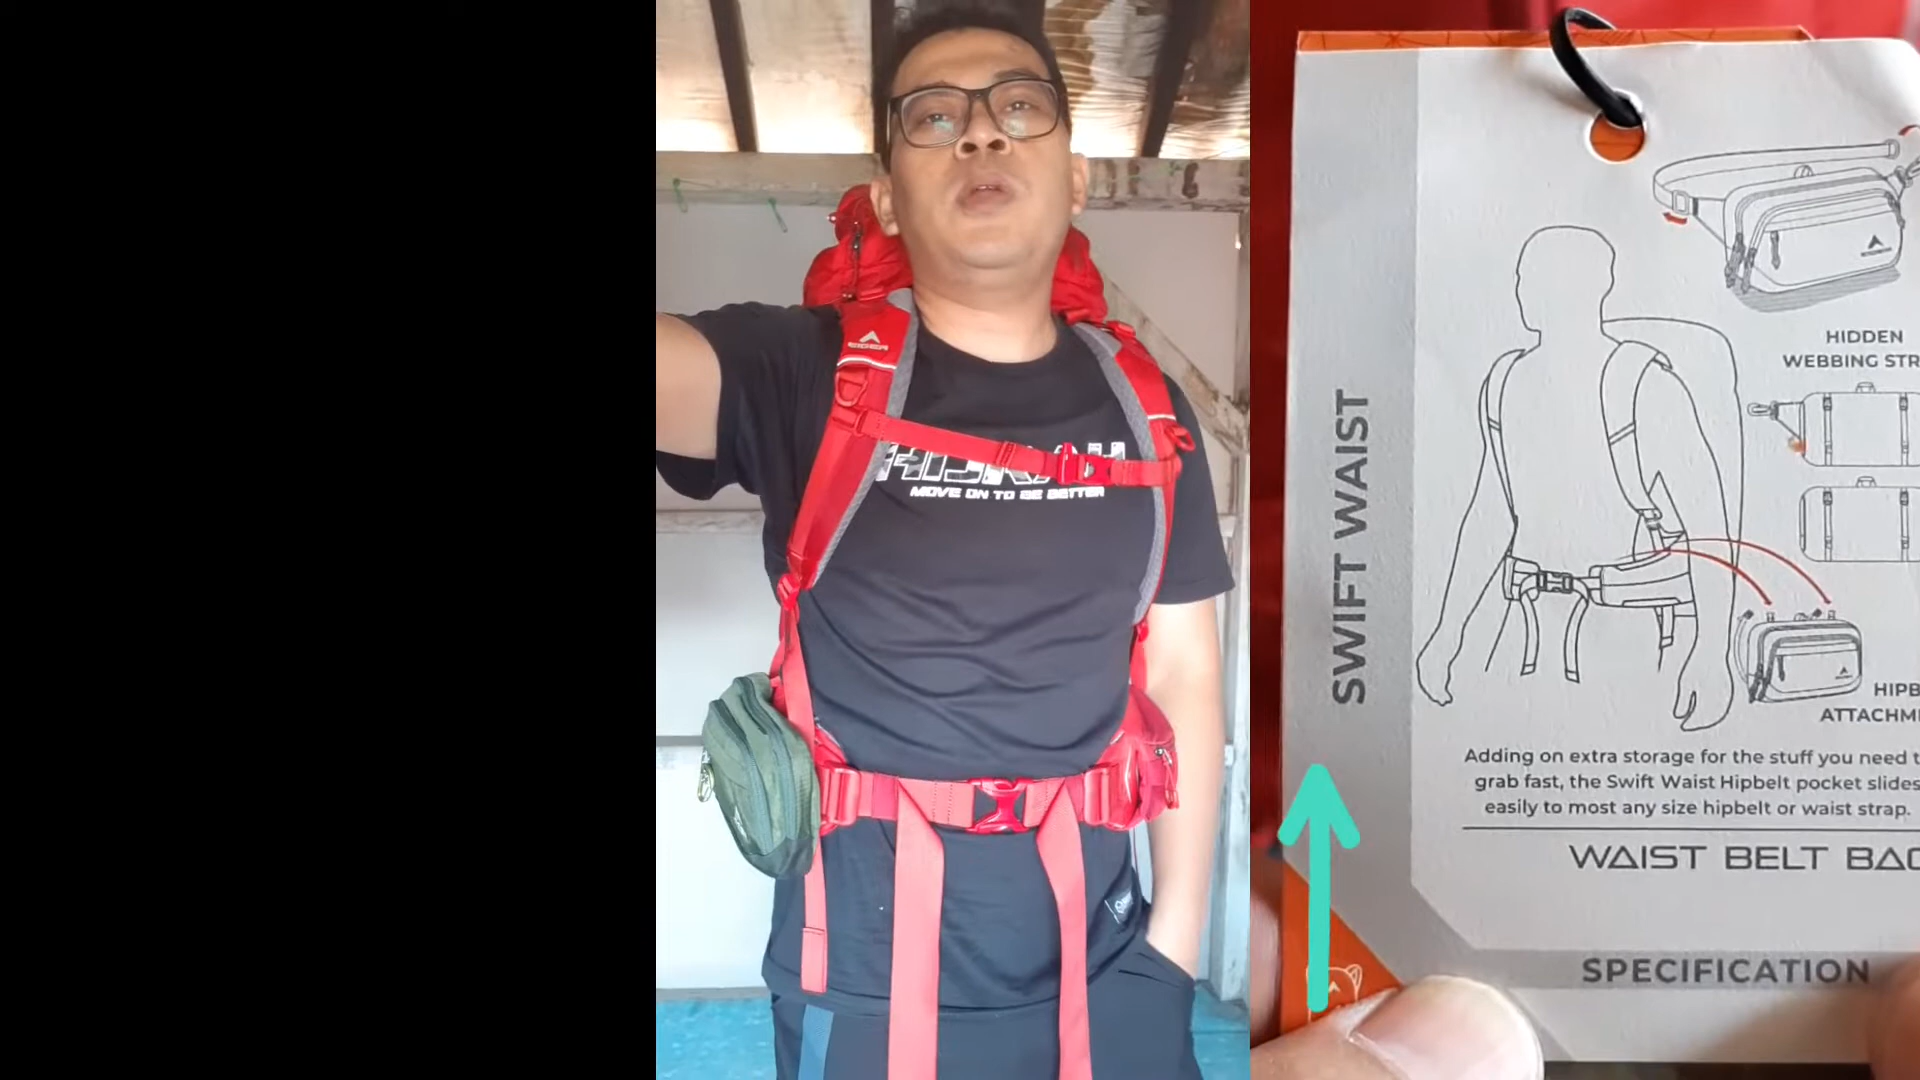 EIGER
MOVE ON TO BE BETTER
SWIFT WAIST
HIDDEN
WEBBING STR
HIPB
ATTACHM
Adding on extra storage for the stuff you need t
grab fast, the Swift Waist Hipbelt pocket slides
easily to most any size hipbelt or waist strap.
WAIST BELT BAG
SPECIFICATION